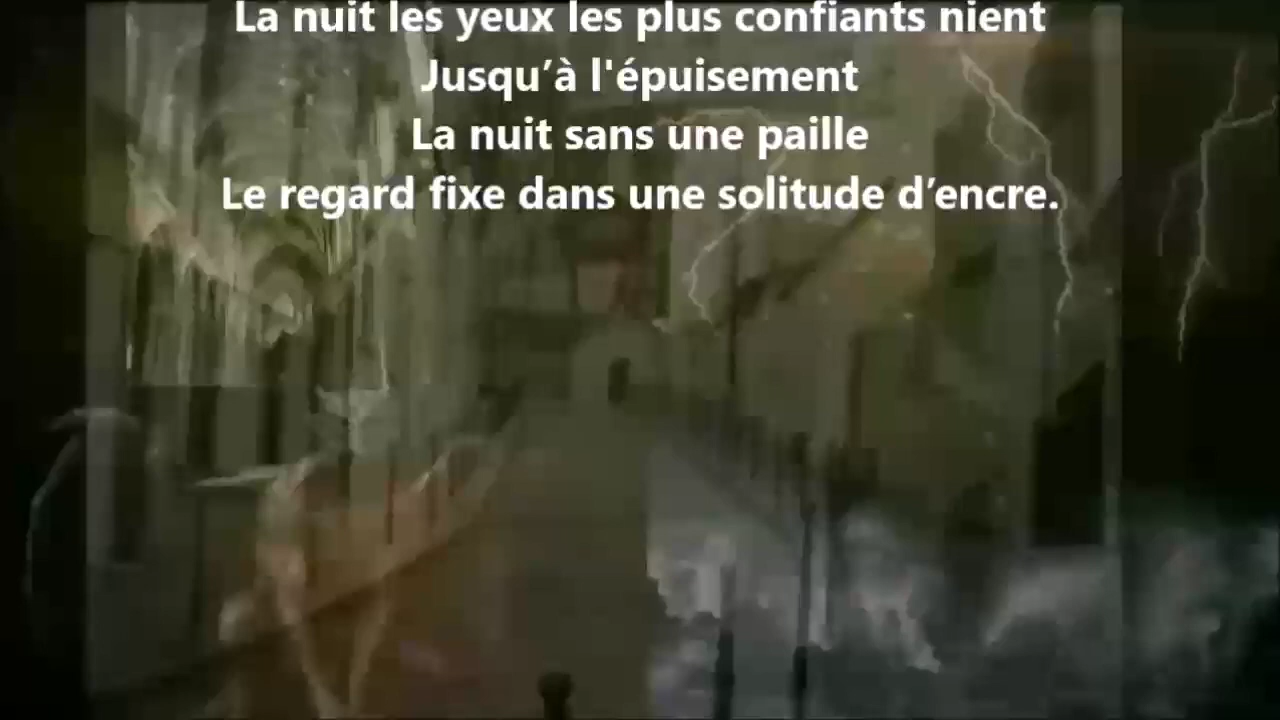 La nuit les yeux les plus confiants nient
Jusqu’à l'épuisement
La nuit sans une paille
Le regard fixe dans une solitude d’encre.